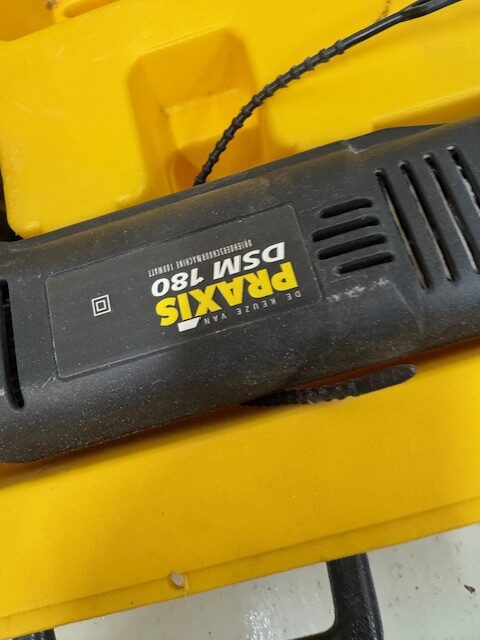 DE KEUZE VAN
PRAXIS
DSM 180
DRIEHOEKSCHUURMACHINE 180WATT